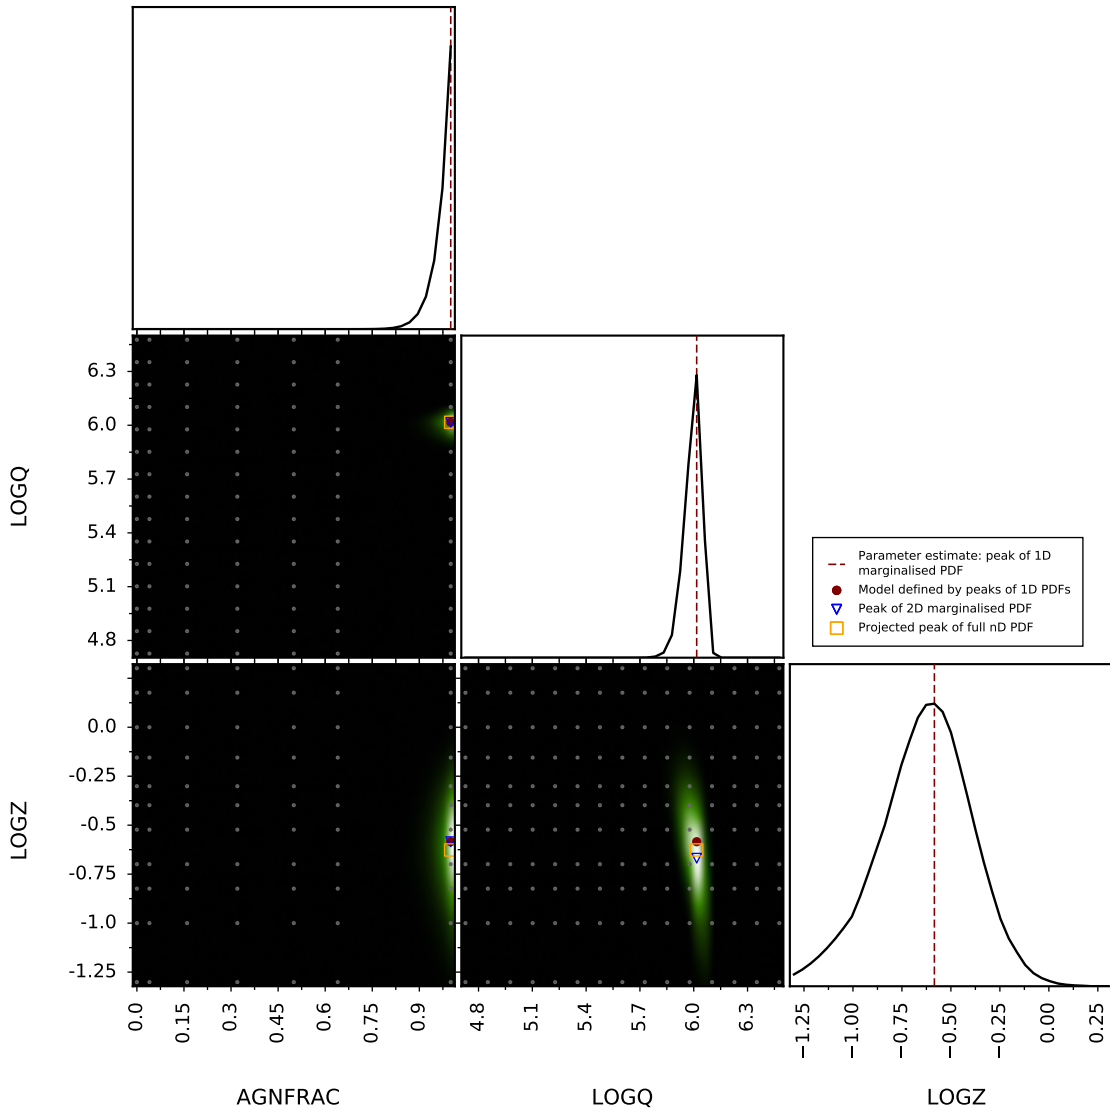 6.3
6.0
5.7
5.4
5.1
4.8
LOGQ
Parameter estimate: peak of 1D
marginalised PDF
Model defined by peaks of 1D PDFs
Peak of 2D marginalised PDF
Projected peak of full nD PDF
0.0
-0.25
-0.5
-0.75
-1.0
-1.25
LOGZ
0.0 0.15 0.3 0.45 0.6 0.75 0.9
4.8 5.1 5.4 5.7 6.0 6.3
−1.25 −1.00 −0.75 −0.50 −0.25 0.00 0.25
AGNFRAC LOGQ LOGZ